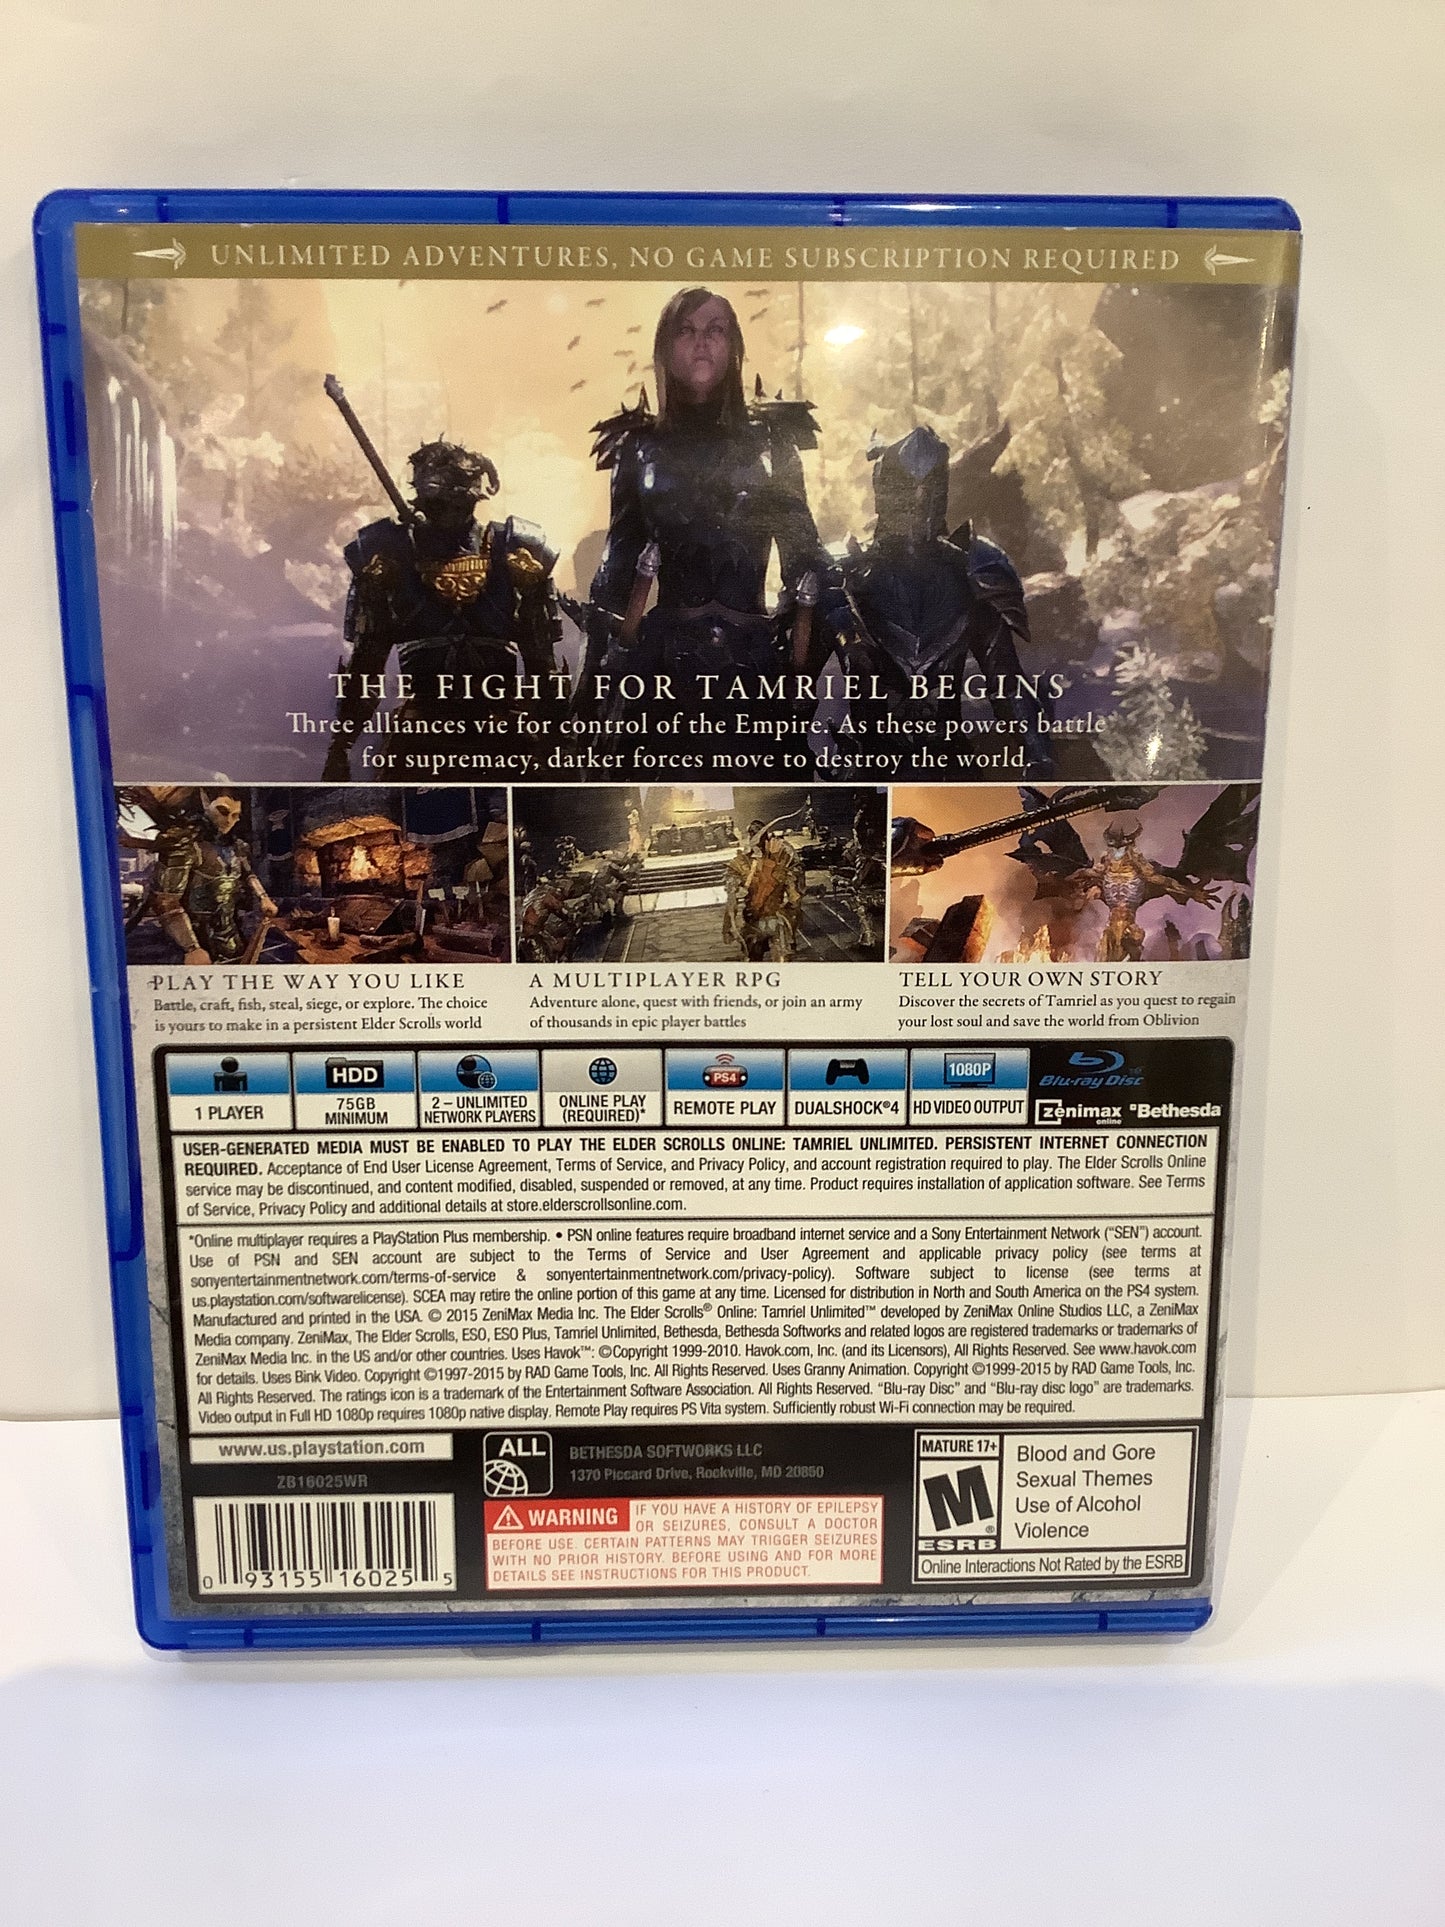 UNLIMITED ADVENTURES, NO GAME SUBSCRIPTION REQUIRED
THE FIGHT FOR TAMRIEL BEGINS
Three alliances vie for control of the Empire. As these powers battle
for supremacy, darker forces move to destroy the world.
PLAY THE WAY YOU LIKE
Battle, craft, fish, steal, siege, or explore. The choice
is yours to make in a persistent Elder Scrolls world
A MULTIPLAYER RPG
Adventure alone, quest with friends, or join an army
of thousands in epic player battles
TELL YOUR OWN STORY
Discover the secrets of Tamriel as you quest to regain
your lost soul and save the world from Oblivion
1 PLAYER
HDD
75GB
MINIMUM
2 – UNLIMITED
NETWORK PLAYERS
ONLINE PLAY
(REQUIRED)*
PS4
REMOTE PLAY
DUALSHOCK®4
1080P
HD VIDEO OUTPUT
Blu-ray Disc™
zenimax online Bethesda
USER-GENERATED MEDIA MUST BE ENABLED TO PLAY THE ELDER SCROLLS ONLINE: TAMRIEL UNLIMITED. PERSISTENT INTERNET CONNECTION
REQUIRED. Acceptance of End User License Agreement, Terms of Service, and Privacy Policy, and account registration required to play. The Elder Scrolls Online
service may be discontinued, and content modified, disabled, suspended or removed, at any time. Product requires installation of application software. See Terms
of Service, Privacy Policy and additional details at store.elderscrollsonline.com.
*Online multiplayer requires a PlayStation Plus membership. • PSN online features require broadband internet service and a Sony Entertainment Network (“SEN”) account.
Use of PSN and SEN account are subject to the Terms of Service and User Agreement and applicable privacy policy (see terms at
sonyentertainmentnetwork.com/terms-of-service & sonyentertainmentnetwork.com/privacy-policy). Software subject to license (see terms at
us.playstation.com/softwarelicense). SCEA may retire the online portion of this game at any time. Licensed for distribution in North and South America on the PS4 system.
Manufactured and printed in the USA. © 2015 ZeniMax Media Inc. The Elder Scrolls® Online: Tamriel Unlimited™ developed by ZeniMax Online Studios LLC, a ZeniMax
Media company. ZeniMax, The Elder Scrolls, ESO, ESO Plus, Tamriel Unlimited, Bethesda, Bethesda Softworks and related logos are registered trademarks or trademarks of
ZeniMax Media Inc. in the US and/or other countries. Uses Havok™: ©Copyright 1999-2010. Havok.com, Inc. (and its Licensors), All Rights Reserved. See www.havok.com
for details. Uses Bink Video. Copyright ©1997-2015 by RAD Game Tools, Inc. All Rights Reserved. Uses Granny Animation. Copyright ©1999-2015 by RAD Game Tools, Inc.
All Rights Reserved. The ratings icon is a trademark of the Entertainment Software Association. All Rights Reserved. “Blu-ray Disc” and “Blu-ray disc logo” are trademarks.
Video output in Full HD 1080p requires 1080p native display. Remote Play requires PS Vita system. Sufficiently robust Wi-Fi connection may be required.
www.us.playstation.com
ZB16025WR
0 93155 16025 5
ALL
BETHESDA SOFTWORKS LLC
1370 Piccard Drive, Rockville, MD 20850
WARNING IF YOU HAVE A HISTORY OF EPILEPSY
OR SEIZURES, CONSULT A DOCTOR
BEFORE USE. CERTAIN PATTERNS MAY TRIGGER SEIZURES
WITH NO PRIOR HISTORY. BEFORE USING AND FOR MORE
DETAILS SEE INSTRUCTIONS FOR THIS PRODUCT.
MATURE 17+
M
®
ESRB
Blood and Gore
Sexual Themes
Use of Alcohol
Violence
Online Interactions Not Rated by the ESRB